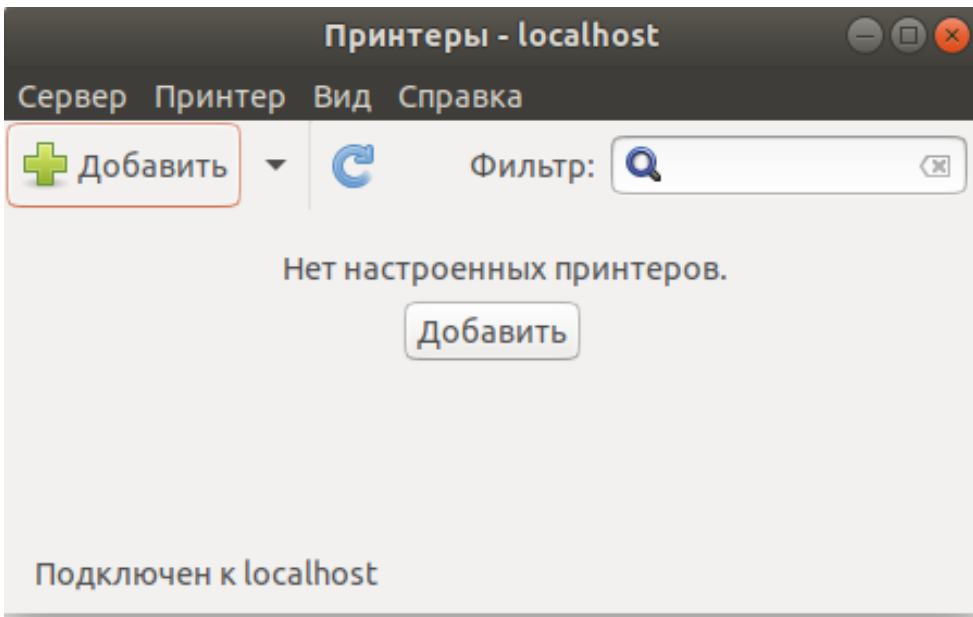 Принтеры - localhost
Сервер Принтер Вид Справка
Добавить Фильтр:
Нет настроенных принтеров.
Добавить
Подключен к localhost